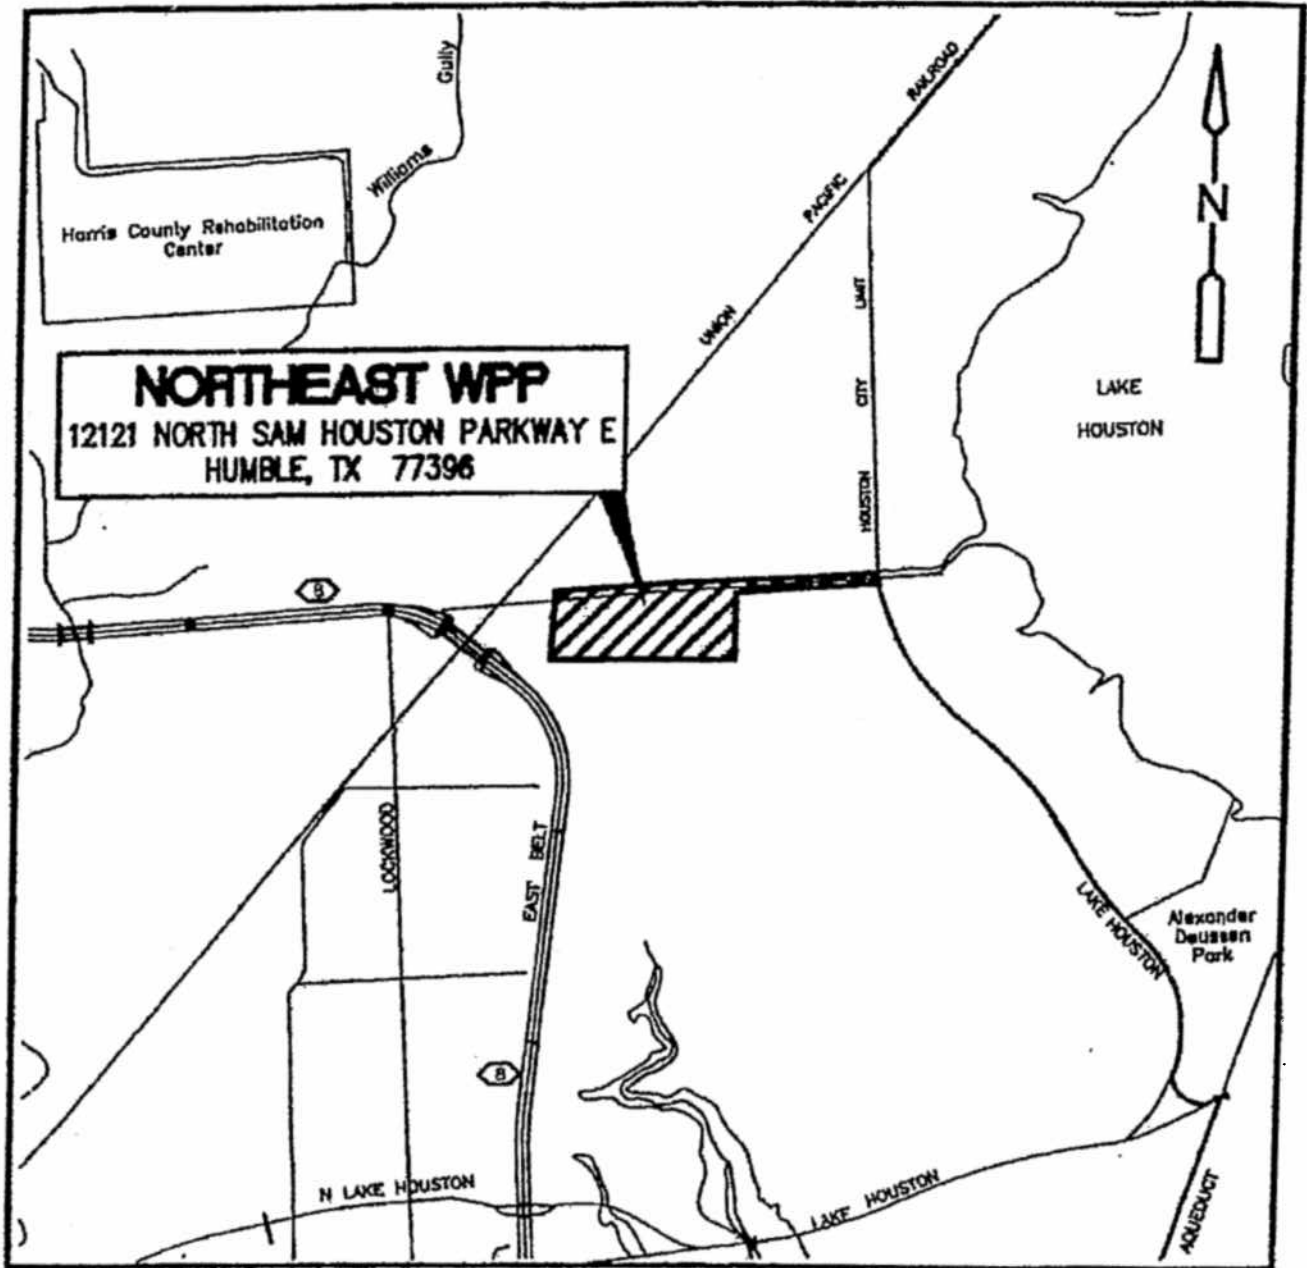 Gully
Williams
Harris County Rehabilitation
Center
UNION
PACIFIC
RAILROAD
N
HOUSTON
CITY
LIMIT
LAKE
HOUSTON
NORTHEAST WPP
12121 NORTH SAM HOUSTON PARKWAY E
HUMBLE, TX 77396
8
LOCKWOOD
EAST BELT
LAKE HOUSTON
Alexander
Deussen
Park
8
N LAKE HOUSTON
LAKE HOUSTON
AQUEDUCT